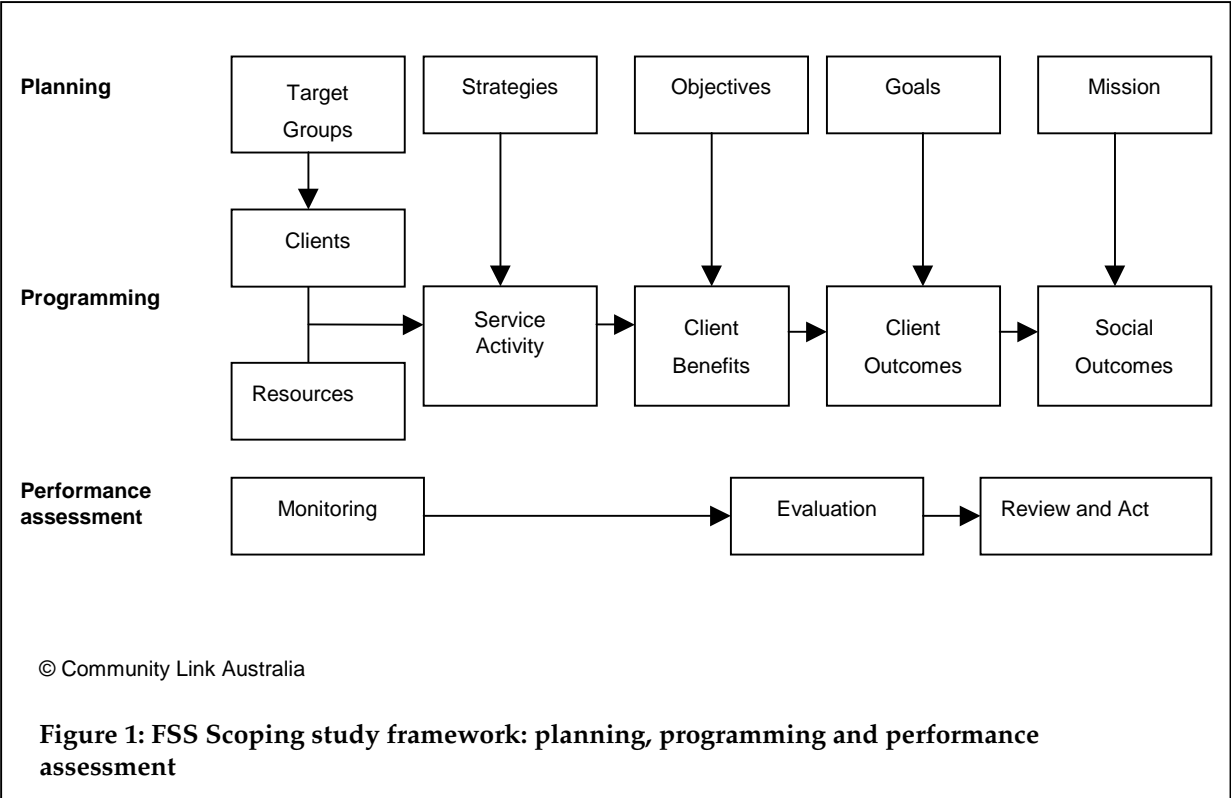 Planning
Target
Groups
Strategies
Objectives
Goals
Mission
Clients
Programming
Service
Activity
Client
Benefits
Client
Outcomes
Social
Outcomes
Resources
Performance
assessment
Monitoring
Evaluation
Review and Act
© Community Link Australia
Figure 1: FSS Scoping study framework: planning, programming and performance
assessment